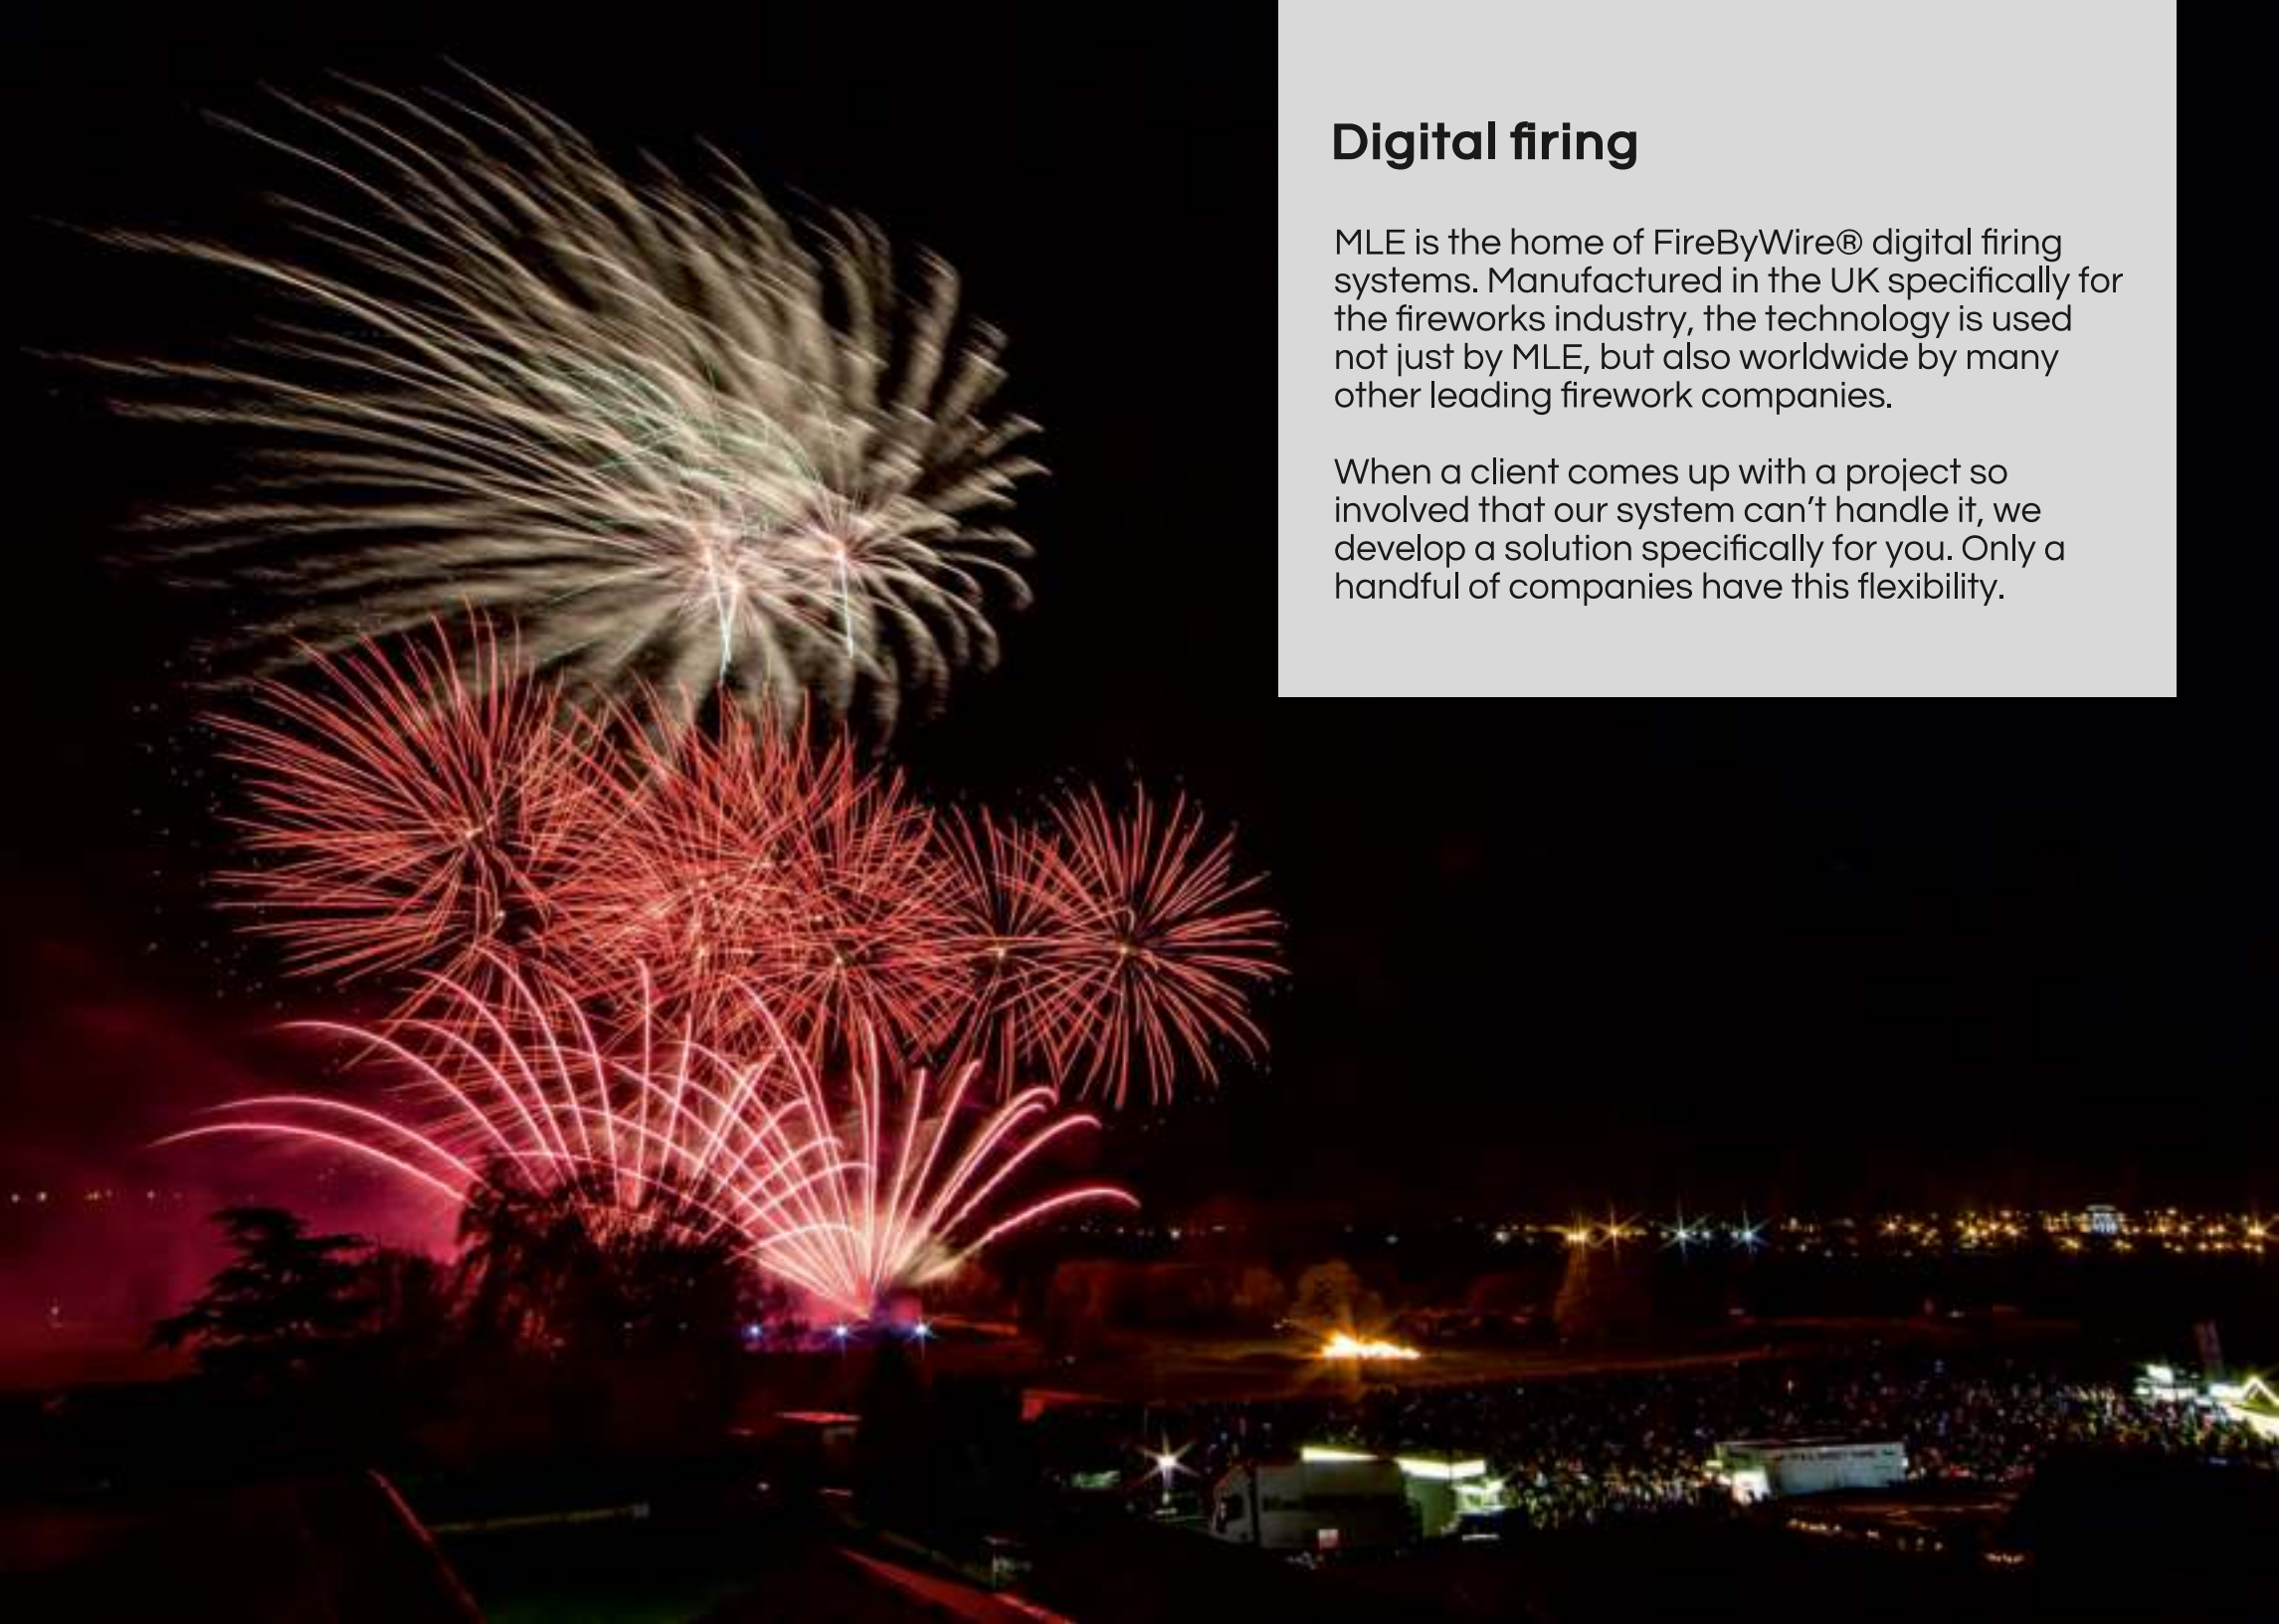 Digital firing
MLE is the home of FireByWire® digital firing
systems. Manufactured in the UK specifically for
the fireworks industry, the technology is used
not just by MLE, but also worldwide by many
other leading firework companies.
When a client comes up with a project so
involved that our system can’t handle it, we
develop a solution specifically for you. Only a
handful of companies have this flexibility.